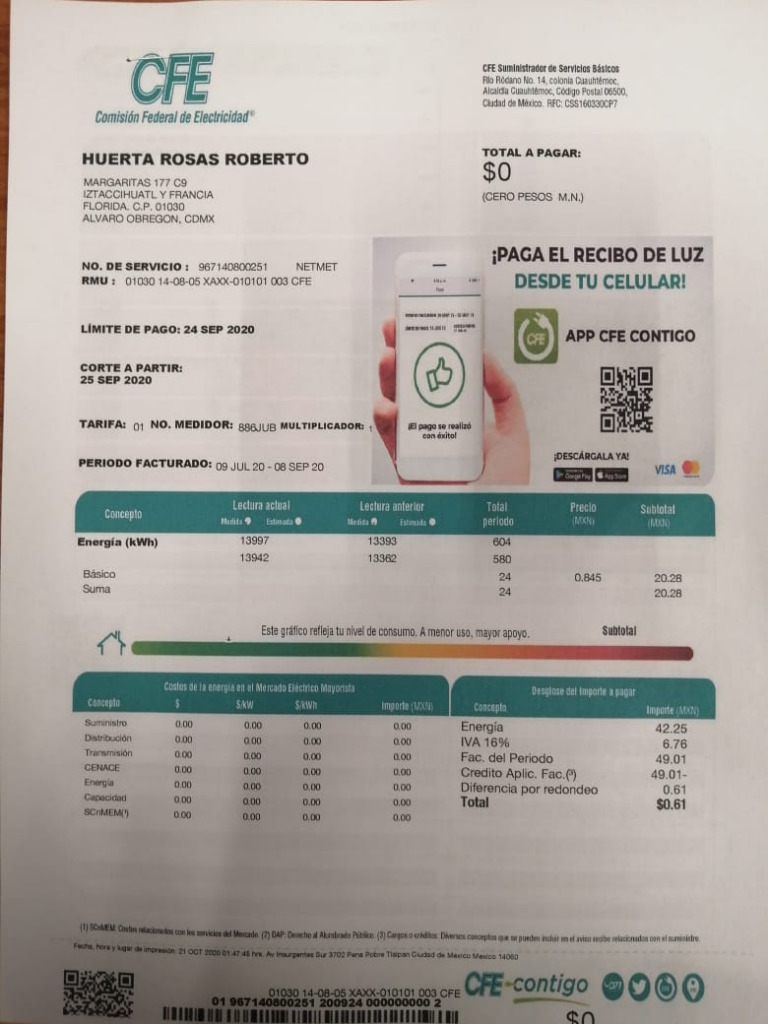 CFE
Comisión Federal de Electricidad®
CFE Suministrador de Servicios Básicos
Río Ródano No. 14, colonia Cuauhtémoc,
Alcaldía Cuauhtémoc, Código Postal 06500,
Ciudad de México. RFC: CSS160330CP7
HUERTA ROSAS ROBERTO
MARGARITAS 177 C9
IZTACCIHUATL Y FRANCIA
FLORIDA. C.P. 01030
ALVARO OBREGON, CDMX
TOTAL A PAGAR:
$0
(CERO PESOS M.N.)
NO. DE SERVICIO : 967140800251 NETMET
RMU : 01030 14-08-05 XAXX-010101 003 CFE
LÍMITE DE PAGO: 24 SEP 2020
CORTE A PARTIR:
25 SEP 2020
TARIFA: 01 NO. MEDIDOR: 886JUB MULTIPLICADOR: 1
PERIODO FACTURADO: 09 JUL 20 - 08 SEP 20
¡PAGA EL RECIBO DE LUZ
DESDE TU CELULAR!
CFE
APP CFE CONTIGO
¡El pago se realizó
con éxito!
¡DESCÁRGALA YA!
Google Play
App Store
VISA
Concepto Lectura actual Lectura anterior Total periodo Precio (MXN) Subtotal (MXN)
Medida Estimada Medida Estimada
Energía (kWh) 13997 13393 604
13942 13362 580
Básico 24 0.845 20.28
Suma 24 20.28
Este gráfico refleja tu nivel de consumo. A menor uso, mayor apoyo.
Subtotal
Costos de la energía en el Mercado Eléctrico Mayorista
Concepto $ $/kW $/kWh Importe (MXN)
Suministro 0.00 0.00 0.00 0.00
Distribución 0.00 0.00 0.00 0.00
Transmisión 0.00 0.00 0.00 0.00
CENACE 0.00 0.00 0.00 0.00
Energía 0.00 0.00 0.00 0.00
Capacidad 0.00 0.00 0.00 0.00
SCnMEM(¹) 0.00 0.00 0.00 0.00
Desglose del importe a pagar
Concepto Importe (MXN)
Energía 42.25
IVA 16% 6.76
Fac. del Periodo 49.01
Credito Aplic. Fac.(³) 49.01-
Diferencia por redondeo 0.61
Total $0.61
(1) SCnMEM: Costos relacionados con los servicios del Mercado. (2) DAP: Derecho al Alumbrado Público. (3) Cargos o créditos: Diversos conceptos que se pueden incluir en el aviso recibo relacionados con el suministro.
Fecha, hora y lugar de impresión: 21 OCT 2020 01:47:45 hrs. Av Insurgentes Sur 3702 Pena Pobre Tlalpan Ciudad de Mexico Mexico 14060
01030 14-08-05 XAXX-010101 003 CFE
01 967140800251 200924 000000000 2
CFE-contigo
$0